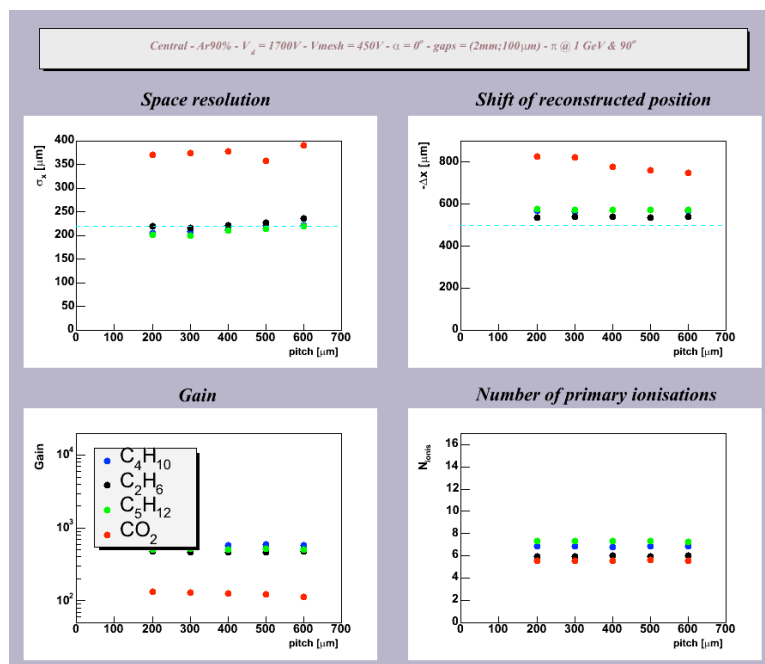 Central - Ar90% - V_d = 1700V - Vmesh = 450V - α = 0° - gaps = (2mm;100μm) - π @ 1 GeV & 90°
Space resolution
σ_x [μm]
400
350
300
250
200
150
100
50
0
0 100 200 300 400 500 600 700
pitch [μm]
Shift of reconstructed position
-Δx [μm]
800
600
400
200
0
0 100 200 300 400 500 600 700
pitch [μm]
Gain
Gain
10⁴
10³
10²
C₄H₁₀
C₂H₆
C₅H₁₂
CO₂
0 100 200 300 400 500 600 700
pitch [μm]
Number of primary ionisations
N_ionis
16
14
12
10
8
6
4
2
0
0 100 200 300 400 500 600 700
pitch [μm]